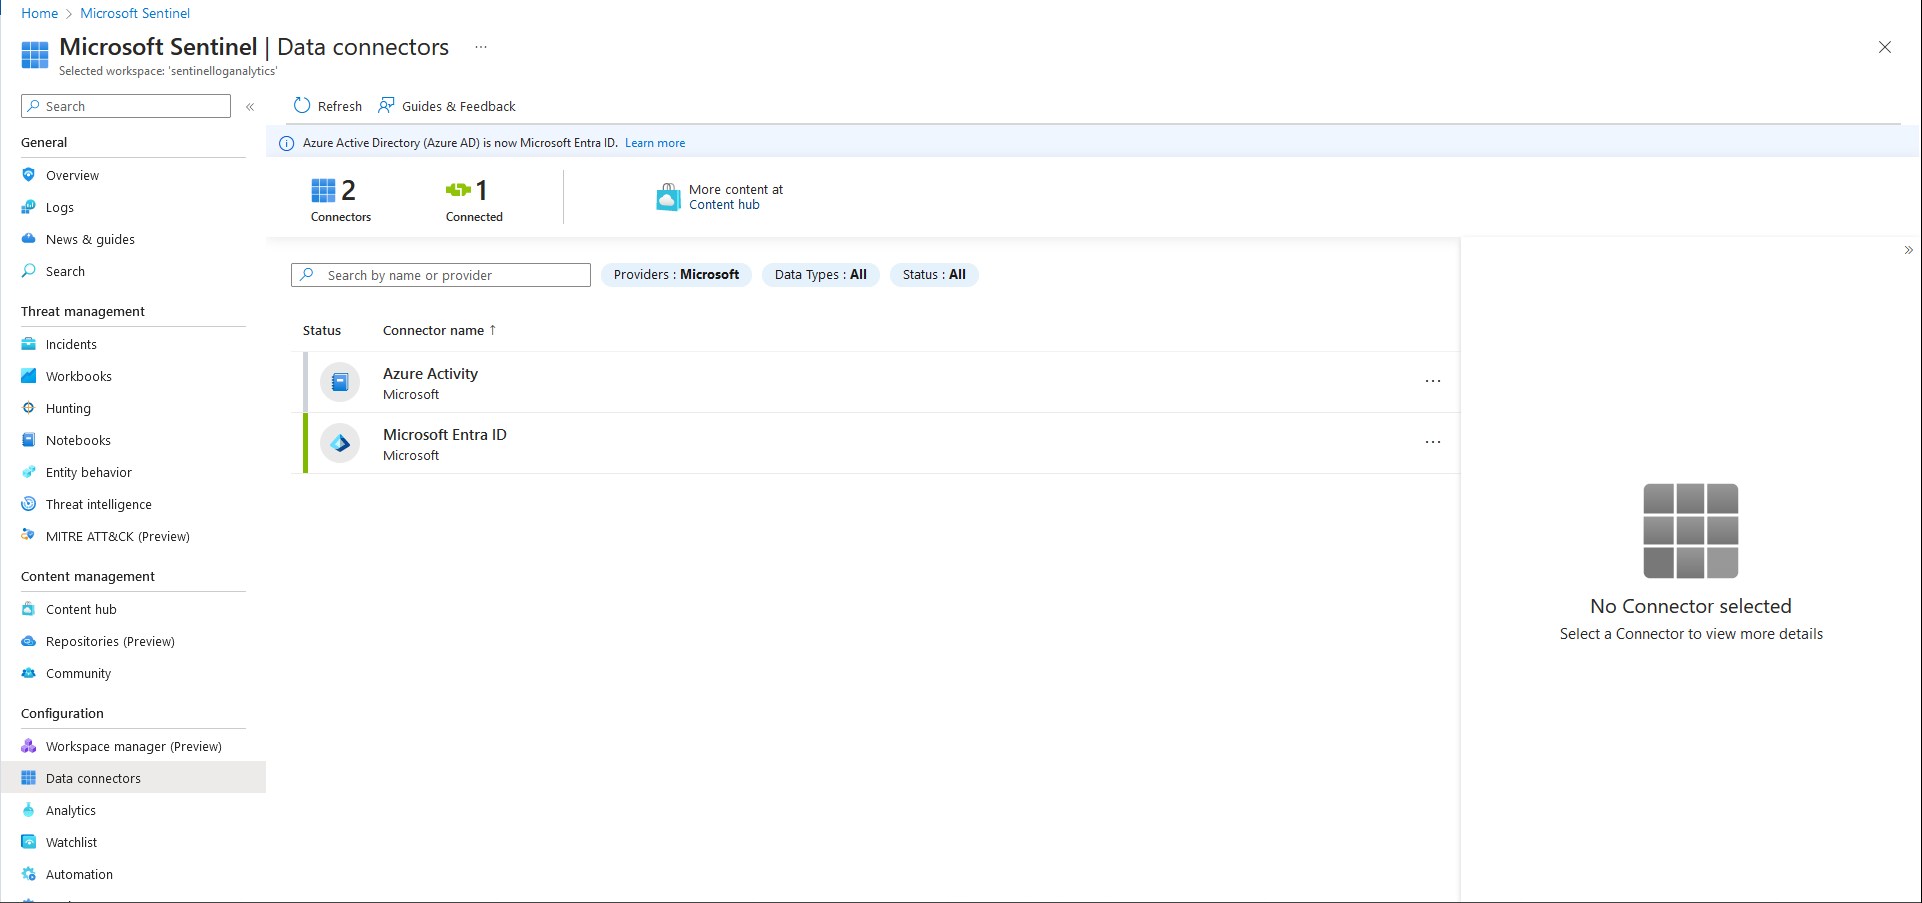 Home > Microsoft Sentinel
Microsoft Sentinel | Data connectors ...
Selected workspace: 'sentinelloganalytics'
Search «
General
Overview
Logs
News & guides
Search
Threat management
Incidents
Workbooks
Hunting
Notebooks
Entity behavior
Threat intelligence
MITRE ATT&CK (Preview)
Content management
Content hub
Repositories (Preview)
Community
Configuration
Workspace manager (Preview)
Data connectors
Analytics
Watchlist
Automation
Refresh Guides & Feedback
Azure Active Directory (Azure AD) is now Microsoft Entra ID. Learn more
2 1
Connectors Connected
More content at
Content hub
Search by name or provider Providers : Microsoft Data Types : All Status : All
Status Connector name ↑
Azure Activity
Microsoft
Microsoft Entra ID
Microsoft
»
No Connector selected
Select a Connector to view more details